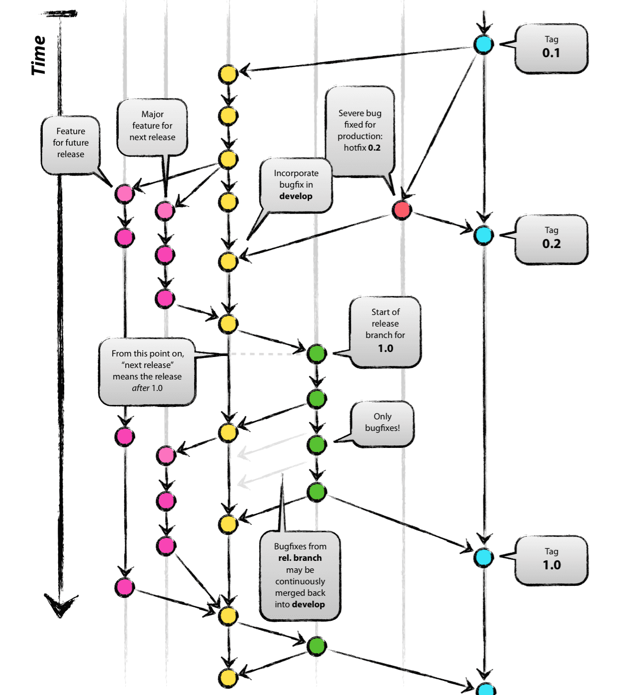 Time
Tag
0.1
Severe bug
fixed for
production:
hotfix 0.2
Major
feature for
next release
Feature
for future
release
Incorporate
bugfix in
develop
Tag
0.2
Start of
release
branch for
1.0
From this point on,
“next release”
means the release
after 1.0
Only
bugfixes!
Bugfixes from
rel. branch
may be
continuously
merged back
into develop
Tag
1.0